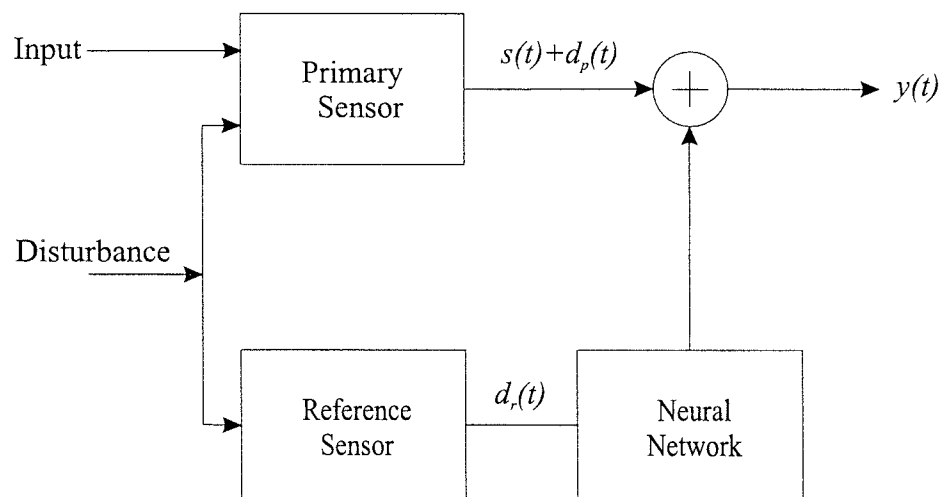 Input
Primary
Sensor
s(t)+d_p(t)
+
y(t)
Disturbance
Reference
Sensor
d_r(t)
Neural
Network